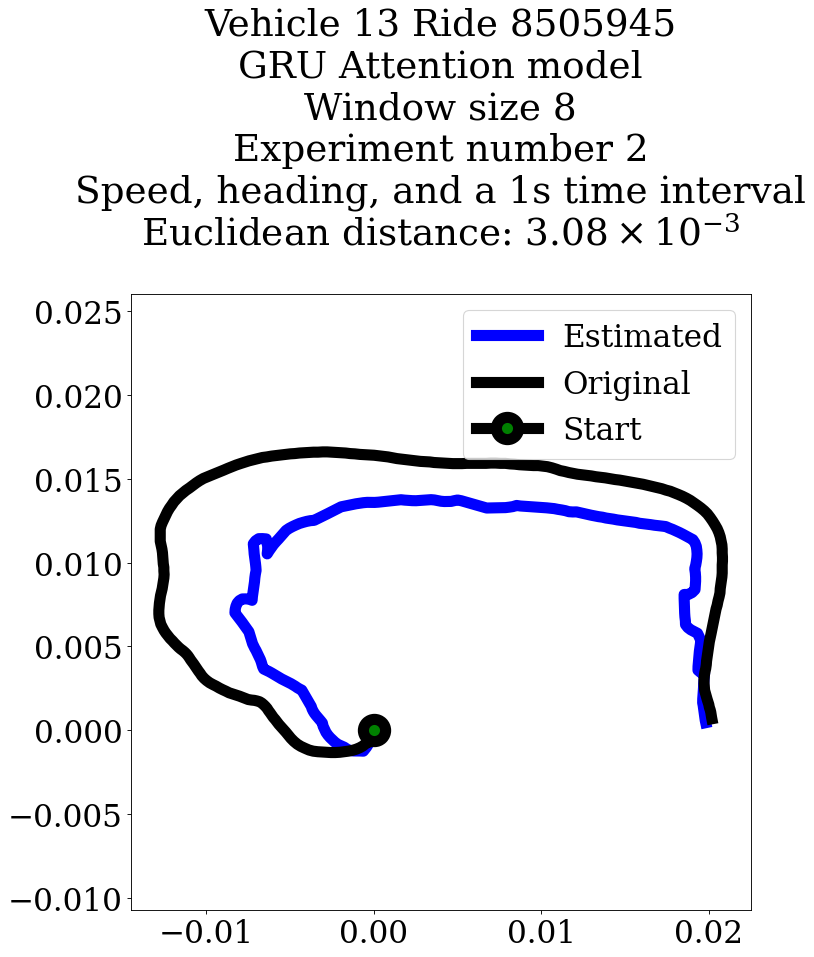 Vehicle 13 Ride 8505945
GRU Attention model
Window size 8
Experiment number 2
Speed, heading, and a 1s time interval
Euclidean distance: 3.08 × 10⁻³
Estimated
Original
Start
0.025
0.020
0.015
0.010
0.005
0.000
−0.005
−0.010
−0.01
0.00
0.01
0.02